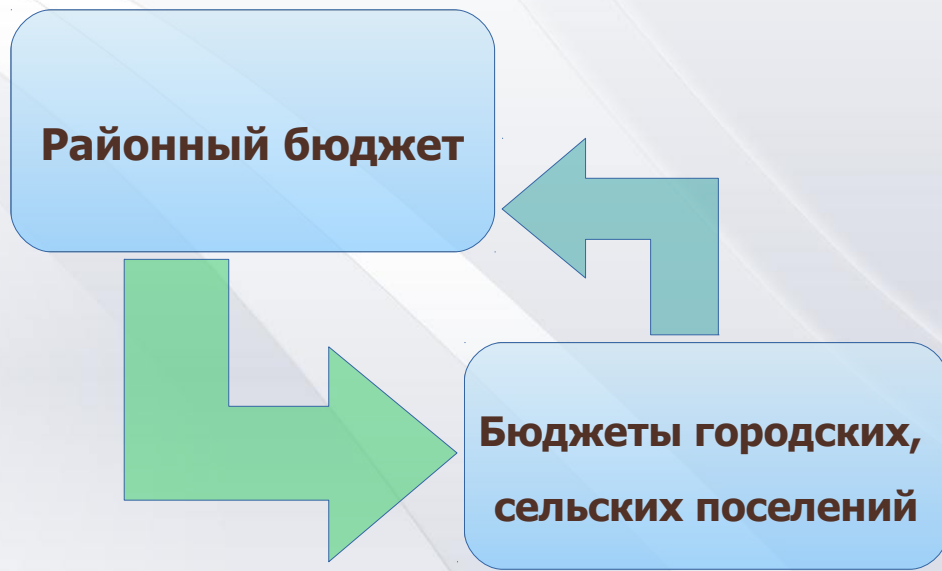 Районный бюджет
Бюджеты городских,
сельских поселений